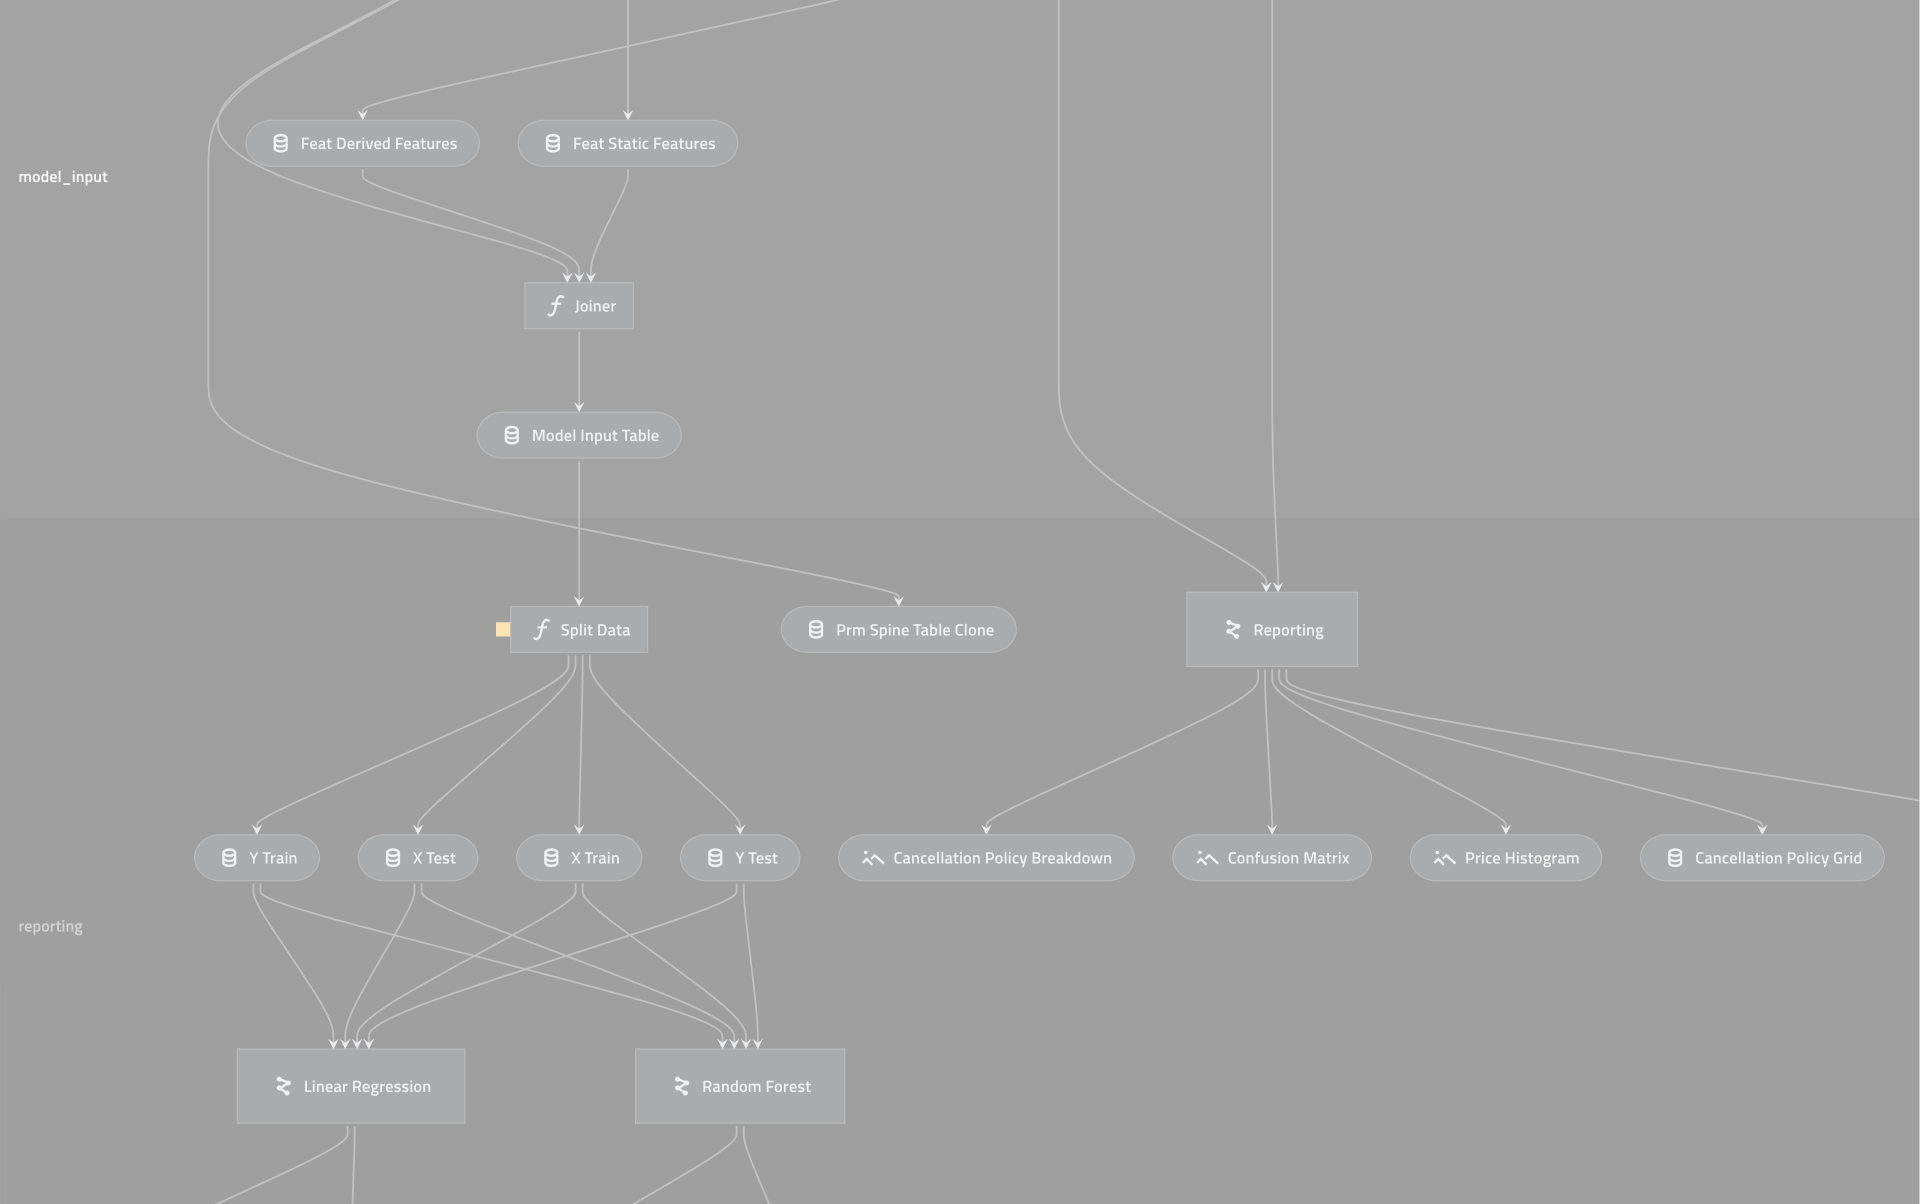 Feat Derived Features
Feat Static Features
model_input
Joiner
Model Input Table
Split Data
Prm Spine Table Clone
Reporting
Y Train
X Test
X Train
Y Test
Cancellation Policy Breakdown
Confusion Matrix
Price Histogram
Cancellation Policy Grid
reporting
Linear Regression
Random Forest